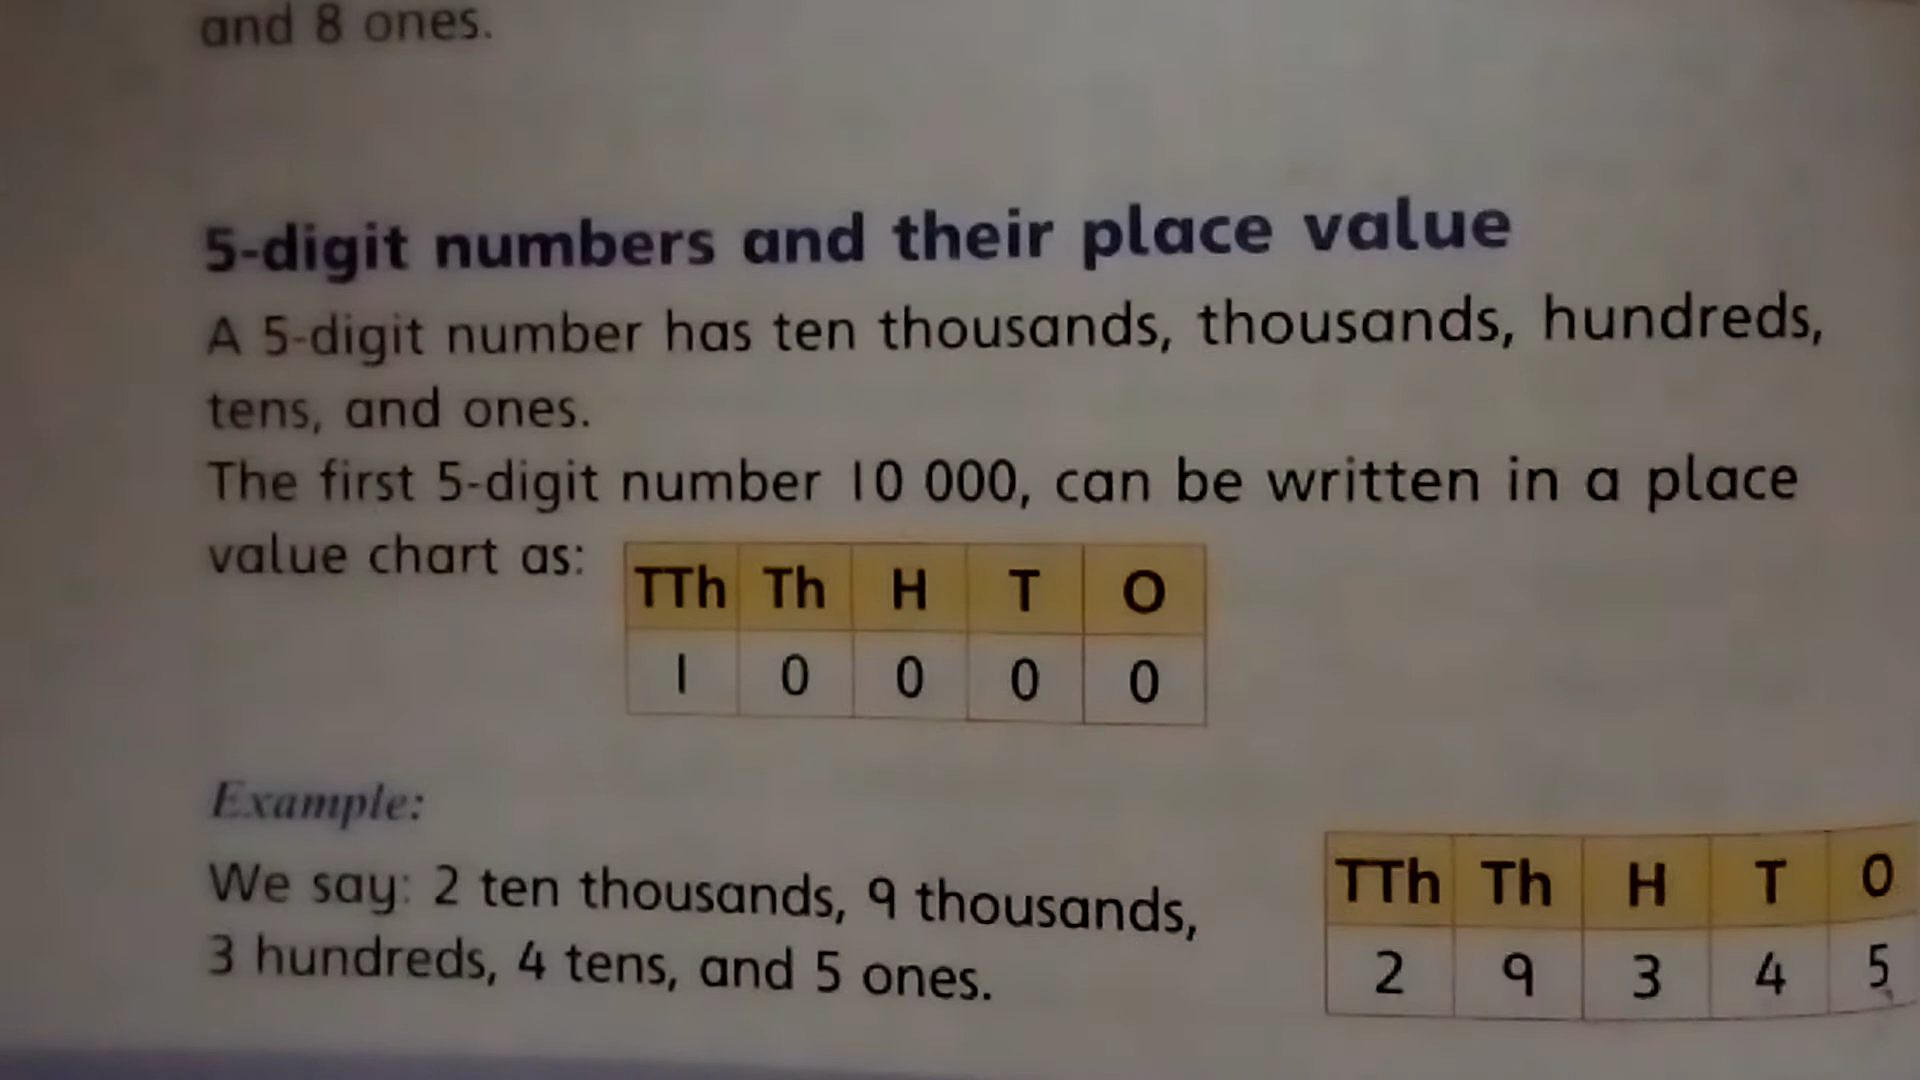 and 8 ones.
5-digit numbers and their place value
A 5-digit number has ten thousands, thousands, hundreds,
tens, and ones.
The first 5-digit number 10 000, can be written in a place
value chart as:
TTh Th H T O
1 0 0 0 0
Example:
We say: 2 ten thousands, 9 thousands,
3 hundreds, 4 tens, and 5 ones.
TTh Th H T O
2 9 3 4 5